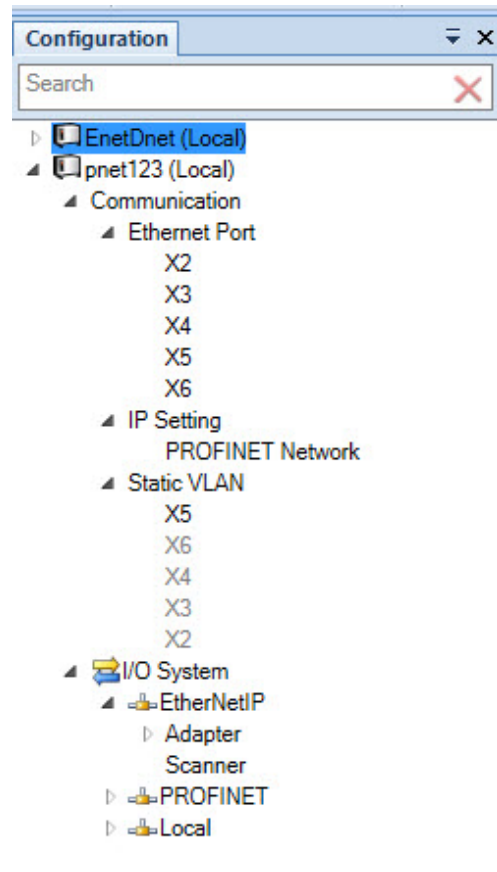 Configuration
Search
EnetDnet (Local)
pnet123 (Local)
Communication
Ethernet Port
X2
X3
X4
X5
X6
IP Setting
PROFINET Network
Static VLAN
X5
X6
X4
X3
X2
I/O System
EtherNetIP
Adapter
Scanner
PROFINET
Local